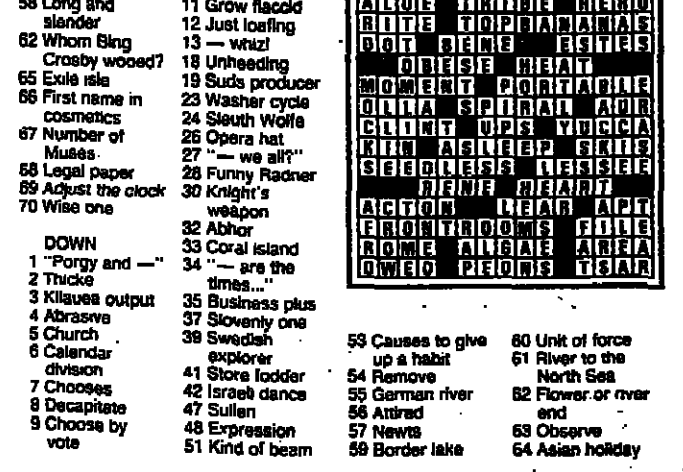 58 Long and
slender
62 Whom Bing
Crosby wooed?
65 Exile isle
66 First name in
cosmetics
67 Number of
Muses
68 Legal paper
69 Adjust the clock
70 Wise one
DOWN
1 "Porgy and —"
2 Thicke
3 Kilauea output
4 Abrasive
5 Church
6 Calendar
division
7 Chooses
8 Decapitate
9 Choose by
vote
11 Grow flaccid
12 Just loafing
13 — whiz!
18 Unheeding
19 Suds producer
23 Washer cycle
24 Sleuth Wolfe
26 Opera hat
27 "— we all?"
28 Funny Radner
30 Knight's
weapon
32 Abhor
33 Coral island
34 "— are the
times..."
35 Business plus
37 Slovenly one
39 Swedish
explorer
41 Store fodder
42 Israeli dance
47 Sullen
48 Expression
51 Kind of beam
ALOE TRIBE HERO
RITE TOPBANANAS
DOT BENE ESTES
OBESE HEAT
MOMENT PORTABLE
OLLA SPIRAL AUR
CLINT UPS YUCCA
KIN ASLEEP SKIS
SEEDLESS LESSEE
RENE HEART
ACTON LEAR APT
FRONTROOMS FILE
ROME ALGAE AREA
OWED PEONS TSAR
53 Causes to give
up a habit
54 Remove
55 German river
56 Attired
57 Newts
59 Border lake
60 Unit of force
61 River to the
North Sea
62 Flower or river
end
63 Observe
64 Asian holiday